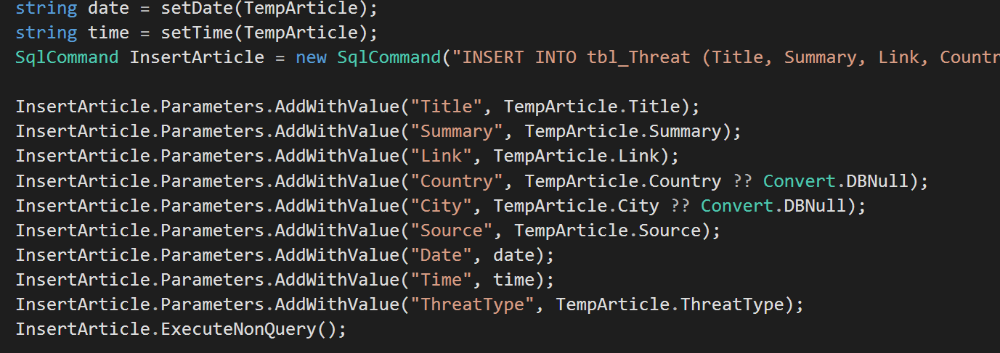 string date = setDate(TempArticle);
string time = setTime(TempArticle);
SqlCommand InsertArticle = new SqlCommand("INSERT INTO tbl_Threat (Title, Summary, Link, Countr
InsertArticle.Parameters.AddWithValue("Title", TempArticle.Title);
InsertArticle.Parameters.AddWithValue("Summary", TempArticle.Summary);
InsertArticle.Parameters.AddWithValue("Link", TempArticle.Link);
InsertArticle.Parameters.AddWithValue("Country", TempArticle.Country ?? Convert.DBNull);
InsertArticle.Parameters.AddWithValue("City", TempArticle.City ?? Convert.DBNull);
InsertArticle.Parameters.AddWithValue("Source", TempArticle.Source);
InsertArticle.Parameters.AddWithValue("Date", date);
InsertArticle.Parameters.AddWithValue("Time", time);
InsertArticle.Parameters.AddWithValue("ThreatType", TempArticle.ThreatType);
InsertArticle.ExecuteNonQuery();